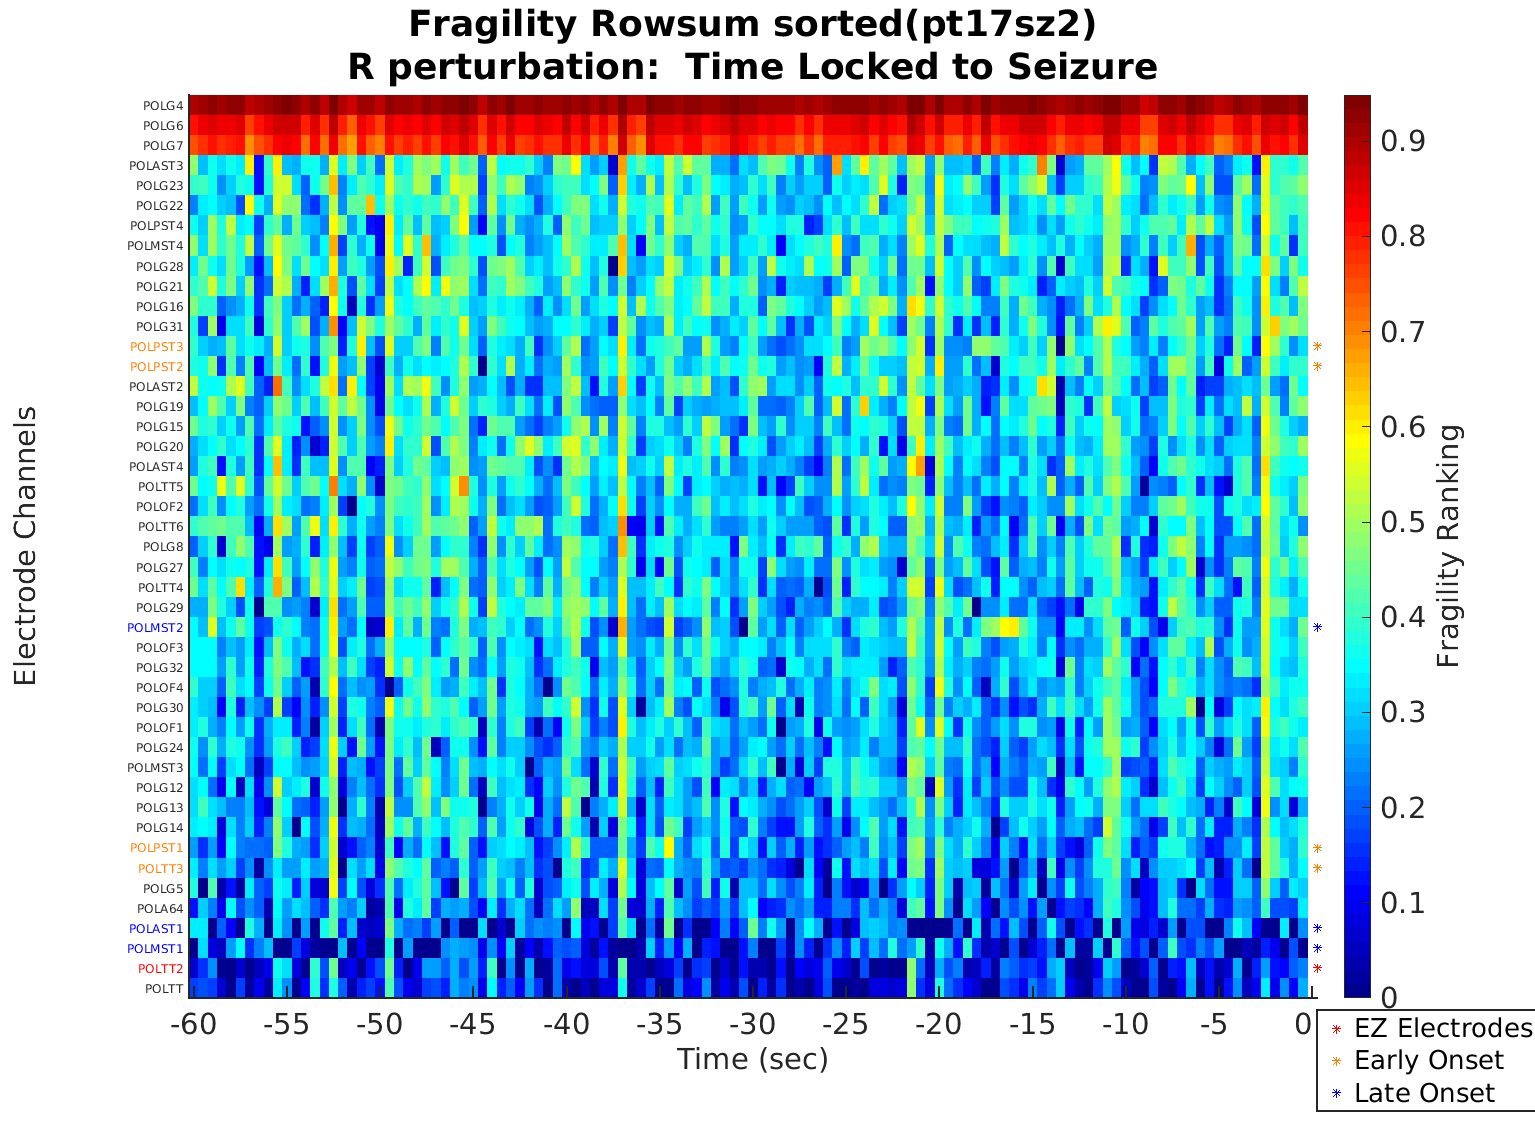 Fragility Rowsum sorted(pt17sz2)
R perturbation:  Time Locked to Seizure
Electrode Channels
POLG4
POLG6
POLG7
POLAST3
POLG23
POLG22
POLPST4
POLMST4
POLG28
POLG21
POLG16
POLG31
POLPST3
POLPST2
POLAST2
POLG19
POLG15
POLG20
POLAST4
POLTT5
POLOF2
POLTT6
POLG8
POLG27
POLTT4
POLG29
POLMST2
POLOF3
POLG32
POLOF4
POLG30
POLOF1
POLG24
POLMST3
POLG12
POLG13
POLG14
POLPST1
POLTT3
POLG5
POLA64
POLAST1
POLMST1
POLTT2
POLTT
-60 -55 -50 -45 -40 -35 -30 -25 -20 -15 -10 -5 0
Time (sec)
0.9
0.8
0.7
0.6
0.5
0.4
0.3
0.2
0.1
0
Fragility Ranking
EZ Electrodes
Early Onset
Late Onset